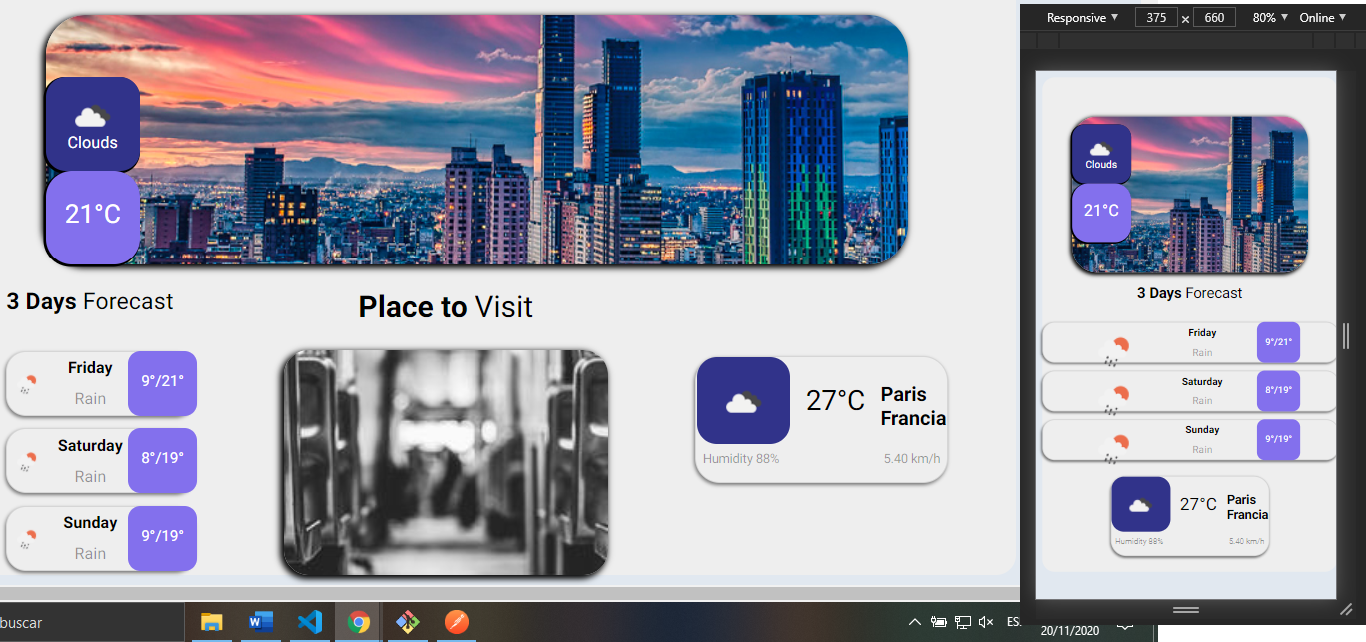 Clouds
21°C
3 Days Forecast
Friday
Rain
9°/21°
Saturday
Rain
8°/19°
Sunday
Rain
9°/19°
Place to Visit
27°C
Paris
Francia
Humidity 88%
5.40 km/h
buscar
ES
20/11/2020
Responsive
375 × 660
80%
Online
Clouds
21°C
3 Days Forecast
Friday
Rain
9°/21°
Saturday
Rain
8°/19°
Sunday
Rain
9°/19°
27°C
Paris
Francia
Humidity 88%
5.40 km/h